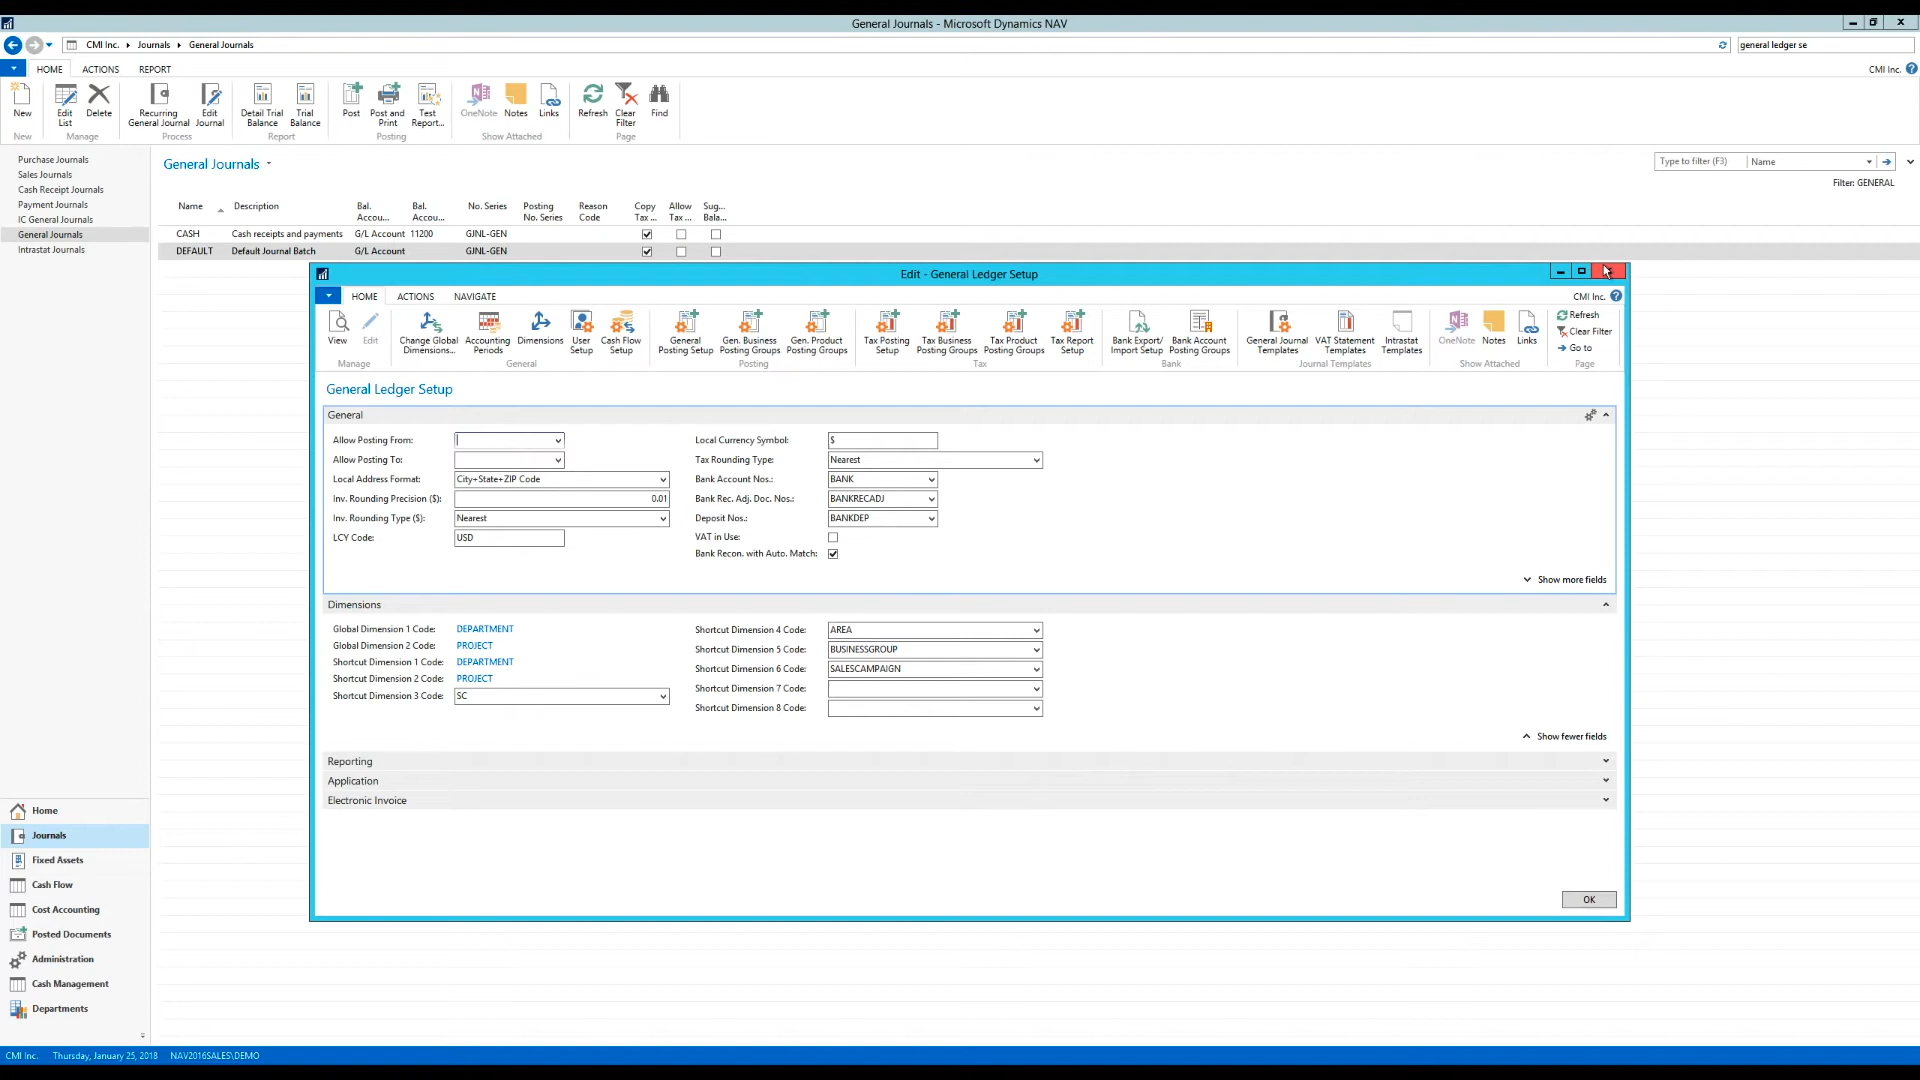 General Journals - Microsoft Dynamics NAV
CMI Inc. ▸ Journals ▸ General Journals
general ledger se
HOME ACTIONS REPORT
CMI Inc.
New
Edit List
Delete
Recurring General Journal
Edit Journal
Detail Trial Balance
Trial Balance
Post
Post and Print
Test Report...
OneNote
Notes
Links
Refresh
Clear Filter
Find
New Manage Process Report Posting Show Attached Page
Purchase Journals
Sales Journals
Cash Receipt Journals
Payment Journals
IC General Journals
General Journals
Intrastat Journals
General Journals
Type to filter (F3) Name
Filter: GENERAL
Name Description Bal. Accou... Bal. Accou... No. Series Posting No. Series Reason Code Copy Tax ... Allow Tax ... Sug... Bala...
CASH Cash receipts and payments G/L Account 11200 GJNL-GEN
DEFAULT Default Journal Batch G/L Account GJNL-GEN
Edit - General Ledger Setup
HOME ACTIONS NAVIGATE
CMI Inc.
View
Edit
Change Global Dimensions...
Accounting Periods
Dimensions
User Setup
Cash Flow Setup
General Posting Setup
Gen. Business Posting Groups
Gen. Product Posting Groups
Tax Posting Setup
Tax Business Posting Groups
Tax Product Posting Groups
Tax Report Setup
Bank Export/ Import Setup
Bank Account Posting Groups
General Journal Templates
VAT Statement Templates
Intrastat Templates
OneNote
Notes
Links
Refresh
Clear Filter
Go to
Manage General Posting Tax Bank Journal Templates Show Attached Page
General Ledger Setup
General
Allow Posting From:
Allow Posting To:
Local Address Format: City+State+ZIP Code
Inv. Rounding Precision ($): 0.01
Inv. Rounding Type ($): Nearest
LCY Code: USD
Local Currency Symbol: $
Tax Rounding Type: Nearest
Bank Account Nos.: BANK
Bank Rec. Adj. Doc. Nos.: BANKRECADJ
Deposit Nos.: BANKDEP
VAT in Use:
Bank Recon. with Auto. Match:
Show more fields
Dimensions
Global Dimension 1 Code: DEPARTMENT
Global Dimension 2 Code: PROJECT
Shortcut Dimension 1 Code: DEPARTMENT
Shortcut Dimension 2 Code: PROJECT
Shortcut Dimension 3 Code: SC
Shortcut Dimension 4 Code: AREA
Shortcut Dimension 5 Code: BUSINESSGROUP
Shortcut Dimension 6 Code: SALESCAMPAIGN
Shortcut Dimension 7 Code:
Shortcut Dimension 8 Code:
Show fewer fields
Reporting
Application
Electronic Invoice
OK
Home
Journals
Fixed Assets
Cash Flow
Cost Accounting
Posted Documents
Administration
Cash Management
Departments
CMI Inc. Thursday, January 25, 2018 NAV2016SALES\DEMO